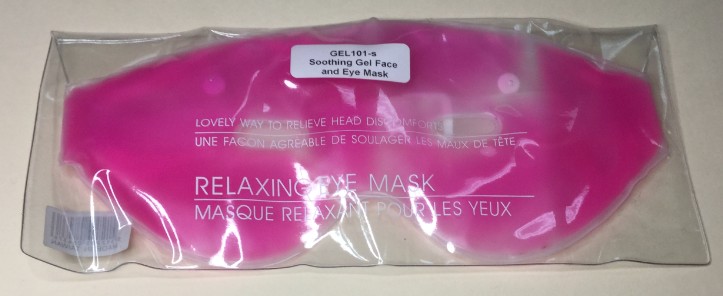 GEL101-s
Soothing Gel Face
and Eye Mask
LOVELY WAY TO RELIEVE HEAD DISCOMFORT
UNE FAÇON AGRÉABLE DE SOULAGER LES MAUX DE TÊTE
RELAXING EYE MASK
MASQUE RELAXANT POUR LES YEUX